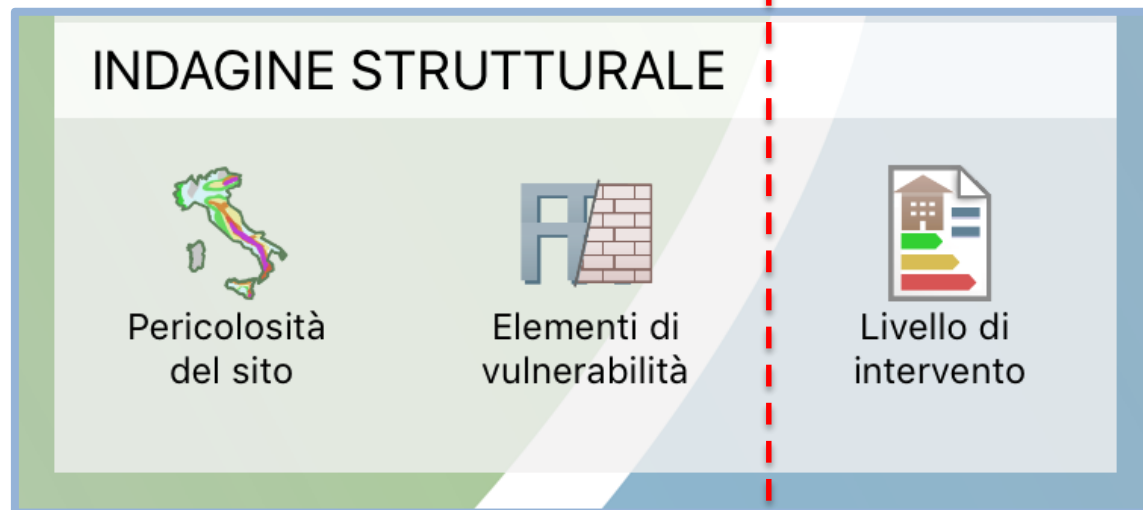 INDAGINE STRUTTURALE
Pericolosità
del sito
Elementi di
vulnerabilità
Livello di
intervento